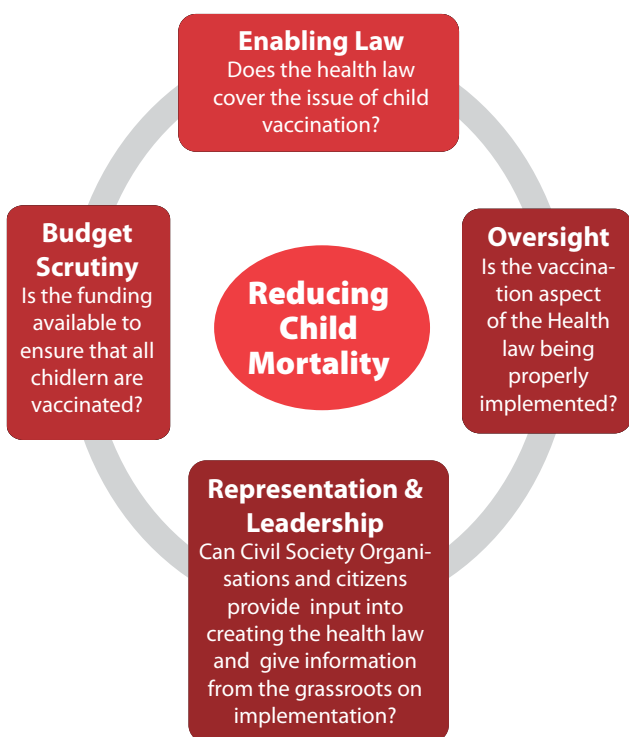 Enabling Law
Does the health law
cover the issue of child
vaccination?
Budget
Scrutiny
Is the funding
available to
ensure that all
chidlern are
vaccinated?
Reducing
Child
Mortality
Oversight
Is the vaccina-
tion aspect
of the Health
law being
properly
implemented?
Representation &
Leadership
Can Civil Society Organi-
sations and citizens
provide input into
creating the health law
and give information
from the grassroots on
implementation?